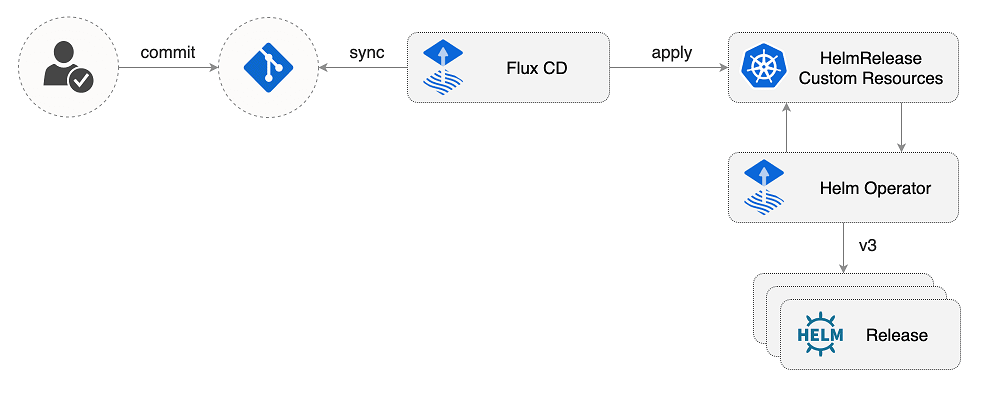 commit
sync
Flux CD
apply
HelmRelease
Custom Resources
Helm Operator
v3
HELM
Release